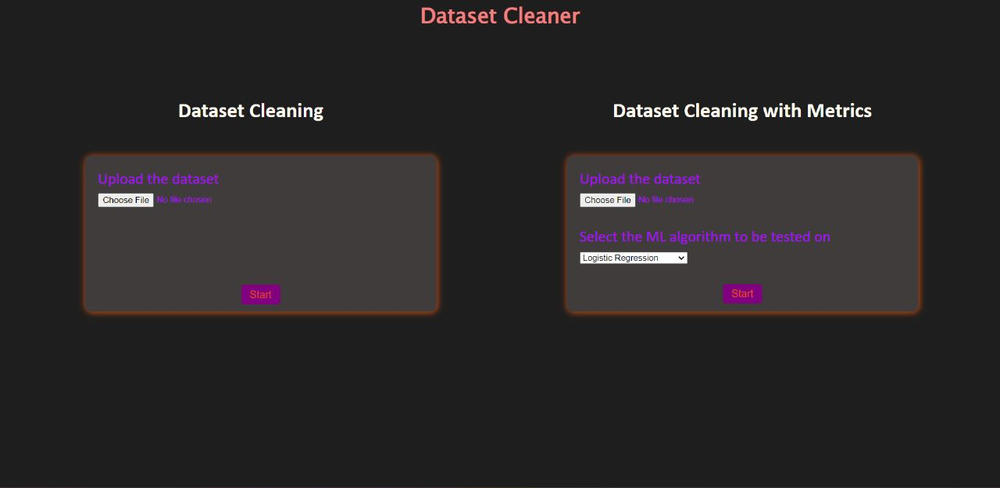 Dataset Cleaner
Dataset Cleaning
Upload the dataset
Choose File No file chosen
Start
Dataset Cleaning with Metrics
Upload the dataset
Choose File No file chosen
Select the ML algorithm to be tested on
Logistic Regression
Start